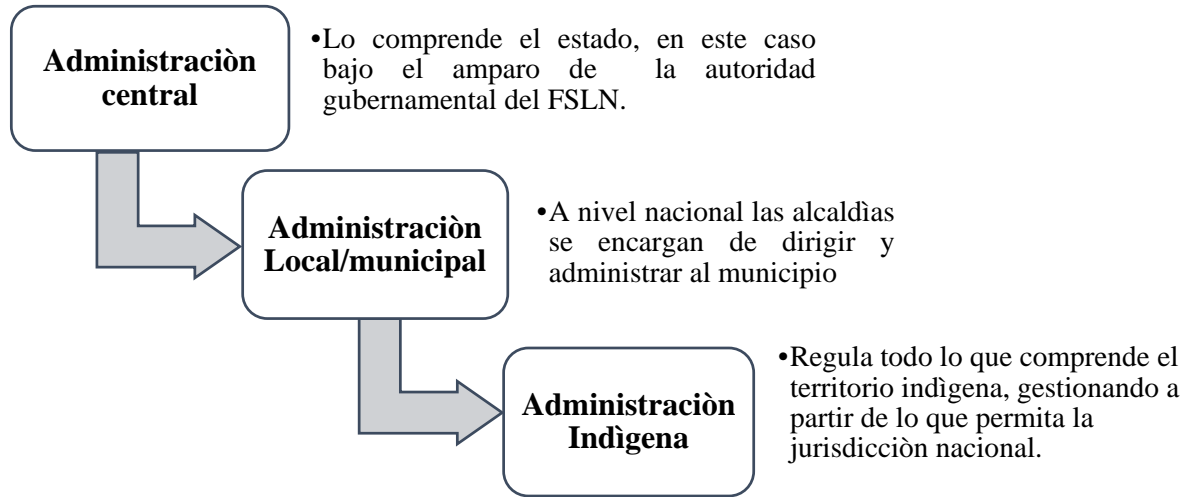 Administraciòn
central
•Lo comprende el estado, en este caso
bajo el amparo de la autoridad
gubernamental del FSLN.
Administraciòn
Local/municipal
•A nivel nacional las alcaldìas
se encargan de dirigir y
administrar al municipio
Administraciòn
Indìgena
•Regula todo lo que comprende el
territorio indìgena, gestionando a
partir de lo que permita la
jurisdicciòn nacional.